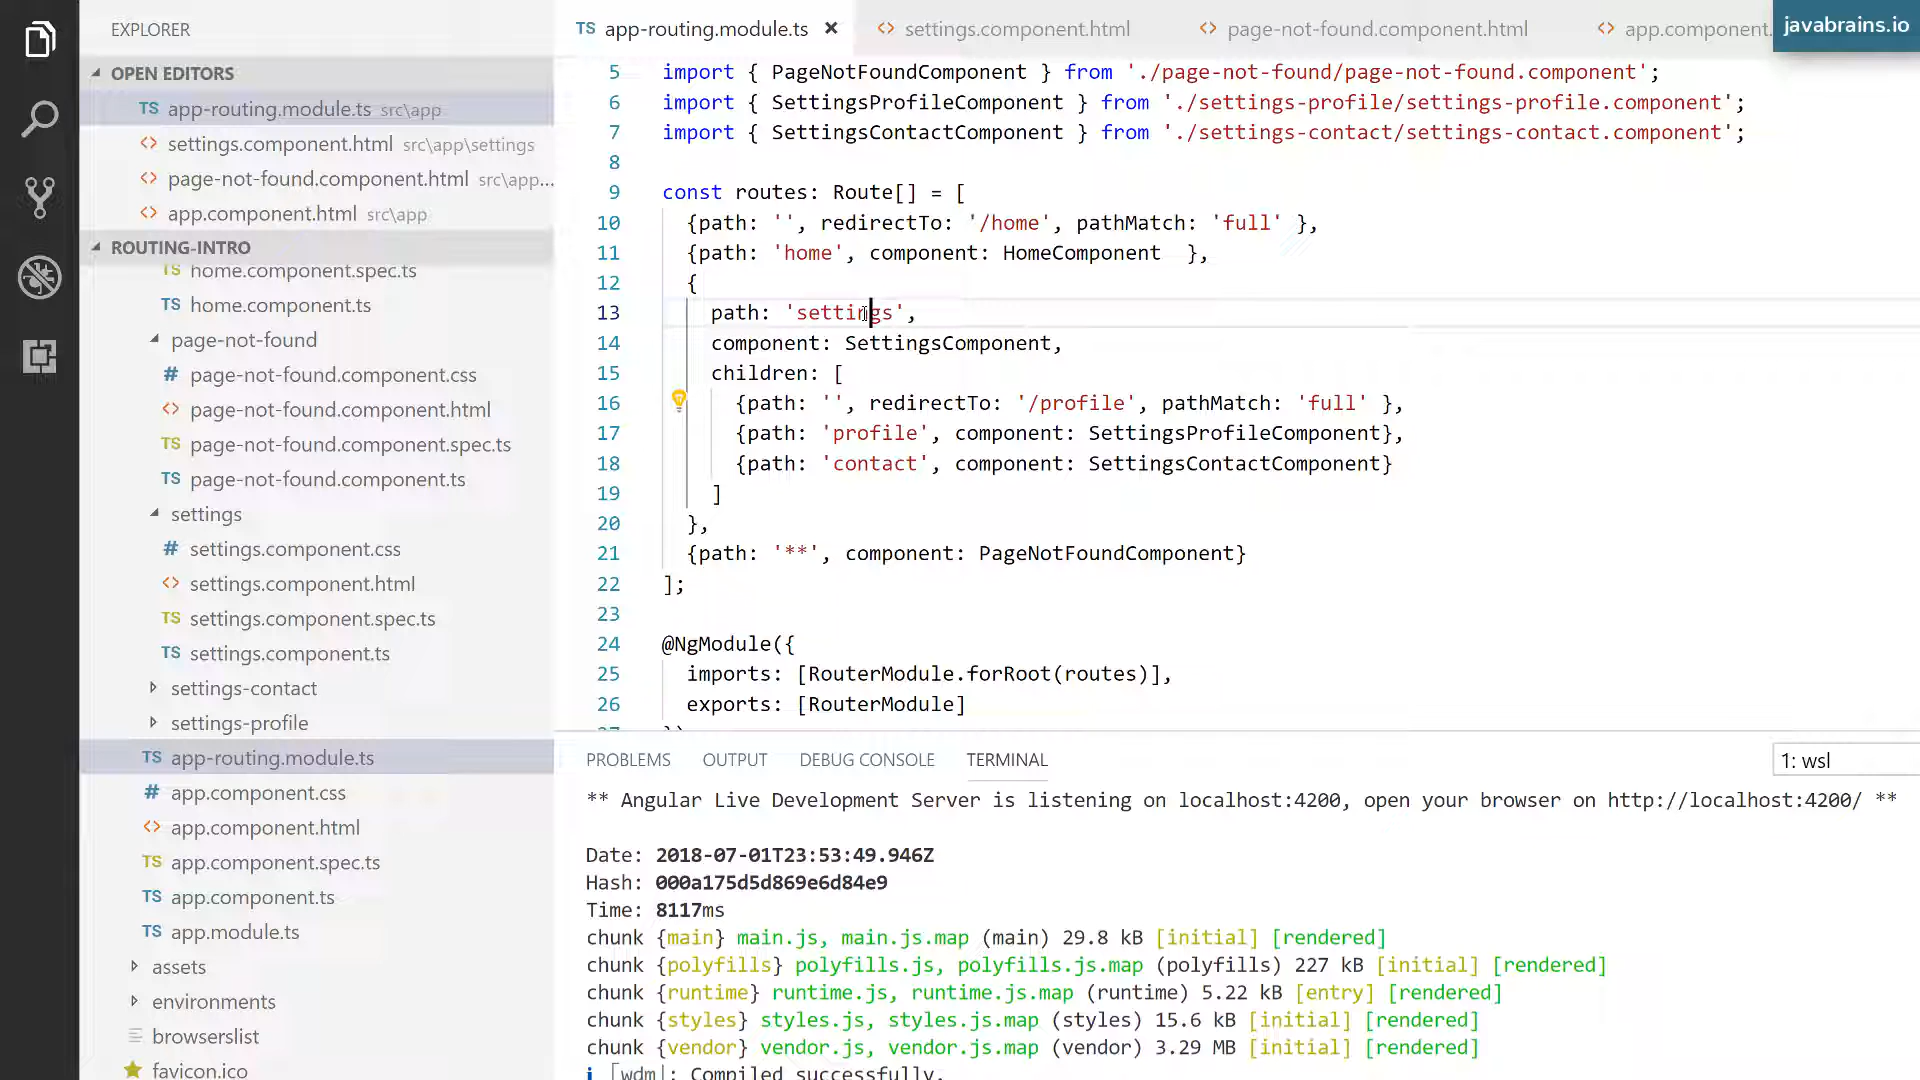 EXPLORER
OPEN EDITORS
TS app-routing.module.ts src\app
<> settings.component.html src\app\settings
<> page-not-found.component.html src\app...
<> app.component.html src\app
ROUTING-INTRO
TS home.component.spec.ts
TS home.component.ts
page-not-found
# page-not-found.component.css
<> page-not-found.component.html
TS page-not-found.component.spec.ts
TS page-not-found.component.ts
settings
# settings.component.css
<> settings.component.html
TS settings.component.spec.ts
TS settings.component.ts
settings-contact
settings-profile
TS app-routing.module.ts
# app.component.css
<> app.component.html
TS app.component.spec.ts
TS app.component.ts
TS app.module.ts
assets
environments
browserslist
favicon.ico
TS app-routing.module.ts × <> settings.component.html <> page-not-found.component.html <> app.component.
javabrains.io
5 import { PageNotFoundComponent } from './page-not-found/page-not-found.component';
6 import { SettingsProfileComponent } from './settings-profile/settings-profile.component';
7 import { SettingsContactComponent } from './settings-contact/settings-contact.component';
8
9 const routes: Route[] = [
10 {path: '', redirectTo: '/home', pathMatch: 'full' },
11 {path: 'home', component: HomeComponent  },
12 {
13 path: 'settings',
14 component: SettingsComponent,
15 children: [
16 {path: '', redirectTo: '/profile', pathMatch: 'full' },
17 {path: 'profile', component: SettingsProfileComponent},
18 {path: 'contact', component: SettingsContactComponent}
19 ]
20 },
21 {path: '**', component: PageNotFoundComponent}
22 ];
23
24 @NgModule({
25 imports: [RouterModule.forRoot(routes)],
26 exports: [RouterModule]
PROBLEMS OUTPUT DEBUG CONSOLE TERMINAL 1: wsl
** Angular Live Development Server is listening on localhost:4200, open your browser on http://localhost:4200/ **
Date: 2018-07-01T23:53:49.946Z
Hash: 000a175d5d869e6d84e9
Time: 8117ms
chunk {main} main.js, main.js.map (main) 29.8 kB [initial] [rendered]
chunk {polyfills} polyfills.js, polyfills.js.map (polyfills) 227 kB [initial] [rendered]
chunk {runtime} runtime.js, runtime.js.map (runtime) 5.22 kB [entry] [rendered]
chunk {styles} styles.js, styles.js.map (styles) 15.6 kB [initial] [rendered]
chunk {vendor} vendor.js, vendor.js.map (vendor) 3.29 MB [initial] [rendered]
i ｢wdm｣: Compiled successfully.